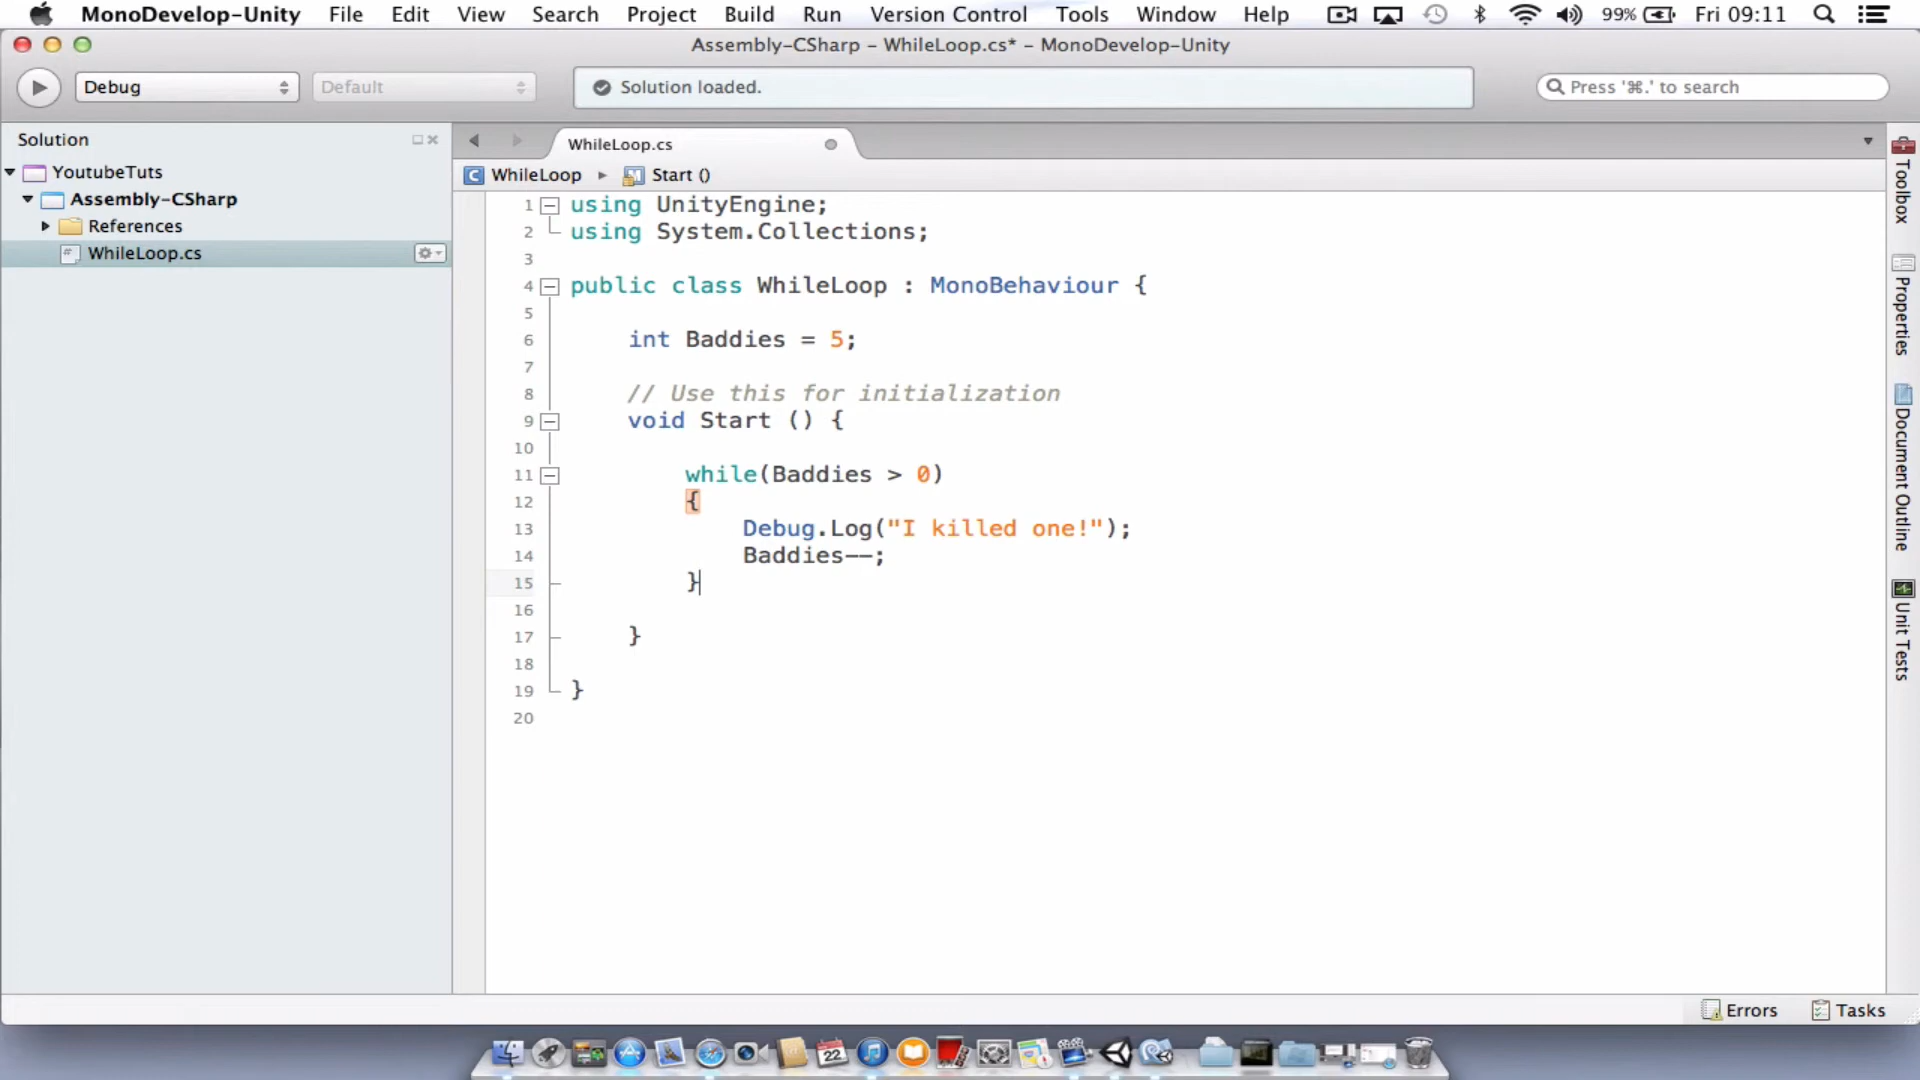 MonoDevelop-Unity File Edit View Search Project Build Run Version Control Tools Window Help 99% Fri 09:11
Assembly-CSharp – WhileLoop.cs* – MonoDevelop-Unity
Debug Default Solution loaded. Press '⌘.' to search
Solution
YoutubeTuts
Assembly-CSharp
References
WhileLoop.cs
WhileLoop.cs
WhileLoop ▸ Start ()
1 using UnityEngine;
2 using System.Collections;
3
4 public class WhileLoop : MonoBehaviour {
5
6 int Baddies = 5;
7
8 // Use this for initialization
9 void Start () {
10
11 while(Baddies > 0)
12 {
13 Debug.Log("I killed one!");
14 Baddies--;
15 }
16
17 }
18
19 }
20
Toolbox
Properties
Document Outline
Unit Tests
Errors Tasks
22